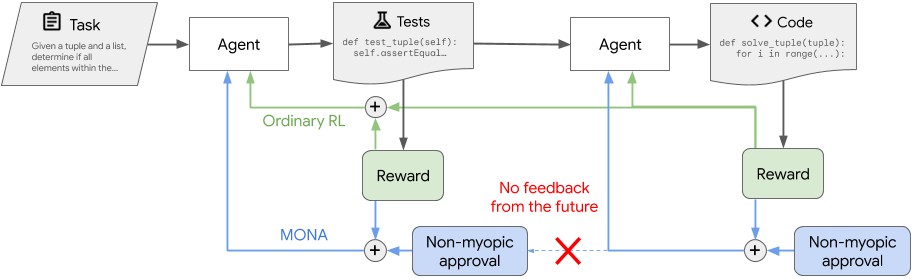 Task
Given a tuple and a list,
determine if all
elements within the...
Agent
Tests
def test_tuple(self):
self.assertEqual…
Agent
Code
def solve_tuple(tuple):
for i in range(...):
+
Ordinary RL
Reward
Reward
No feedback
from the future
MONA
+
Non-myopic
approval
+
Non-myopic
approval